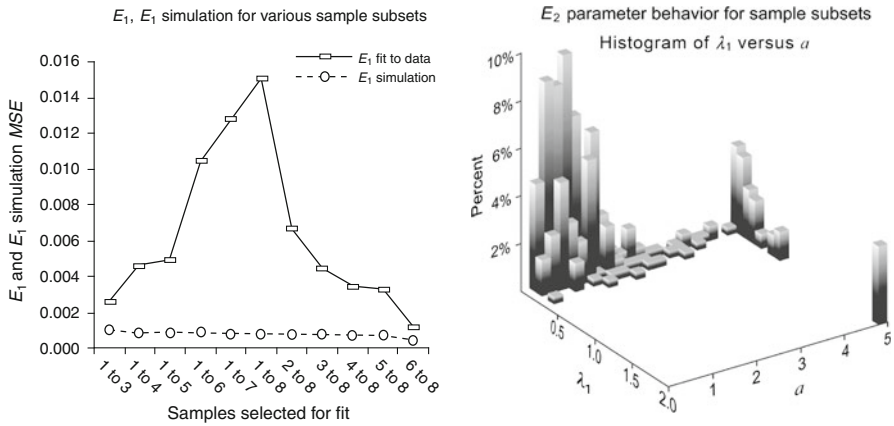 E₁, E₁ simulation for various sample subsets
0.016
0.014
0.012
0.010
0.008
0.006
0.004
0.002
0.000
E₁ and E₁ simulation MSE
E₁ fit to data
E₁ simulation
1 to 3
1 to 4
1 to 5
1 to 6
1 to 7
1 to 8
2 to 8
3 to 8
4 to 8
5 to 8
6 to 8
Samples selected for fit
E₂ parameter behavior for sample subsets
Histogram of λ₁ versus a
10%
8%
6%
4%
2%
Percent
0.5
1.0
1.5
2.0
λ₁
1
2
3
4
5
a